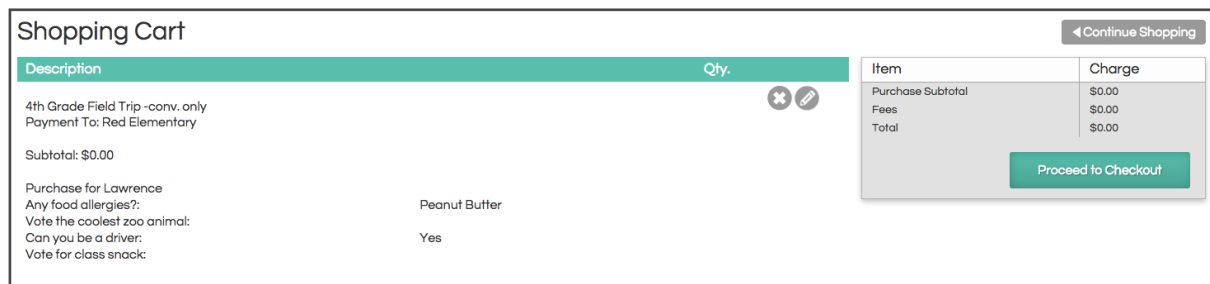 Shopping Cart
Continue Shopping
Description Qty.
4th Grade Field Trip -conv. only
Payment To: Red Elementary
Subtotal: $0.00
Purchase for Lawrence
Any food allergies?: Peanut Butter
Vote the coolest zoo animal:
Can you be a driver: Yes
Vote for class snack:
Item Charge
Purchase Subtotal $0.00
Fees $0.00
Total $0.00
Proceed to Checkout